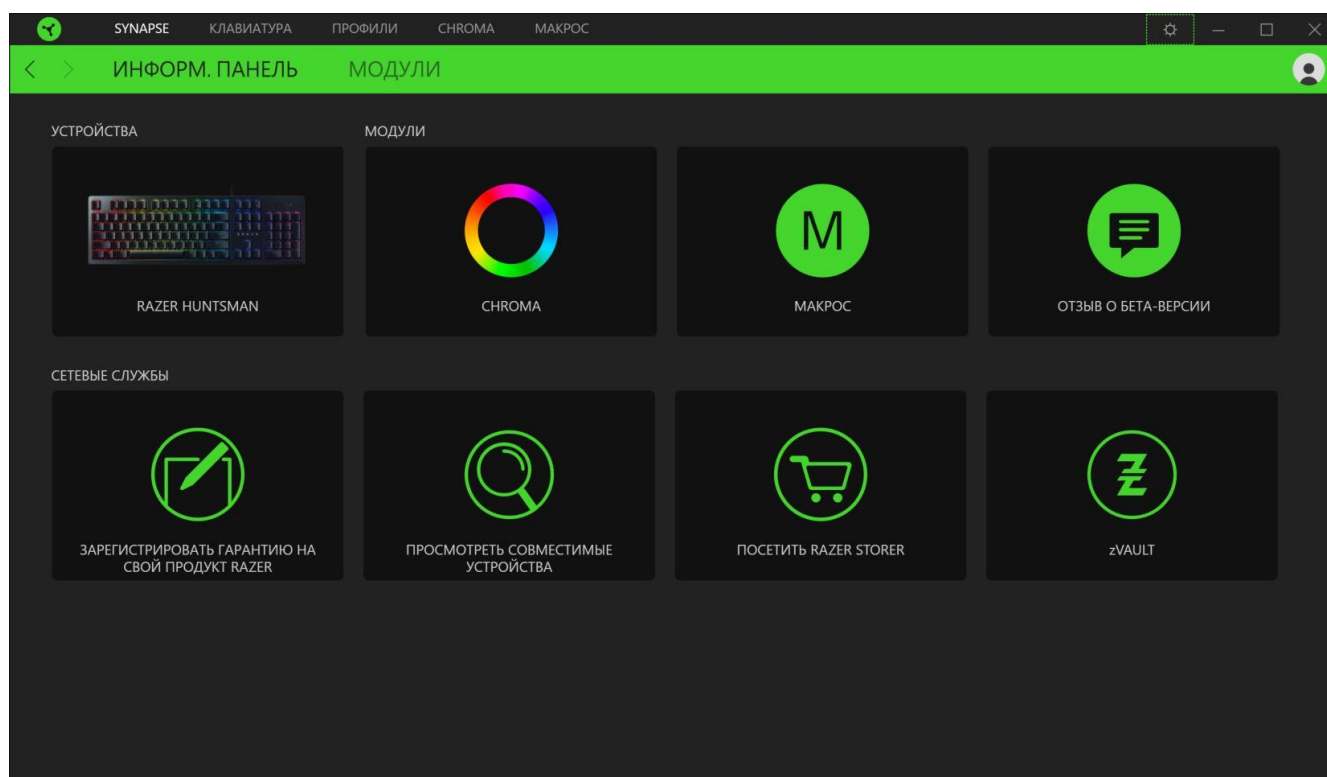 SYNAPSE КЛАВИАТУРА ПРОФИЛИ CHROMA МАКРОС
ИНФОРМ. ПАНЕЛЬ МОДУЛИ
УСТРОЙСТВА МОДУЛИ
RAZER HUNTSMAN CHROMA М МАКРОС ОТЗЫВ О БЕТА-ВЕРСИИ
СЕТЕВЫЕ СЛУЖБЫ
ЗАРЕГИСТРИРОВАТЬ ГАРАНТИЮ НА
СВОЙ ПРОДУКТ RAZER
ПРОСМОТРЕТЬ СОВМЕСТИМЫЕ
УСТРОЙСТВА
ПОСЕТИТЬ RAZER STORER
zVAULT